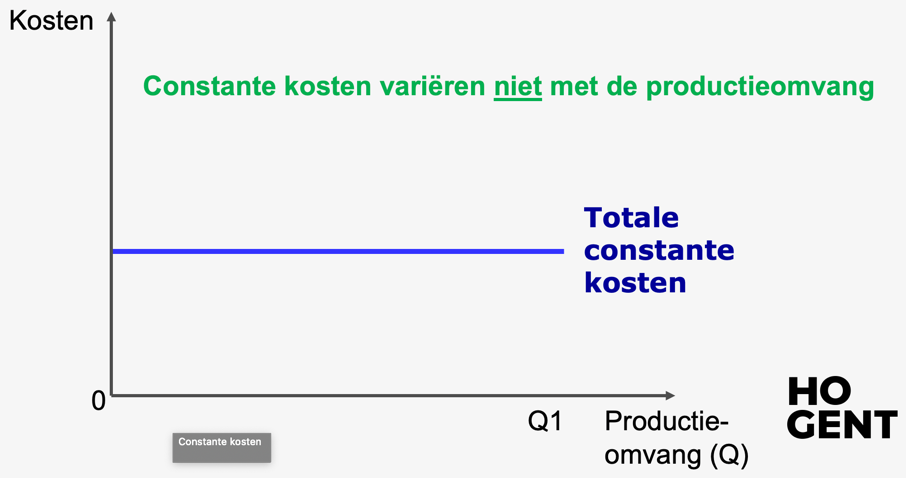 Kosten
Constante kosten variëren niet met de productieomvang
Totale
constante
kosten
0
Q1
Productie-
omvang (Q)
Constante kosten
HO
GENT